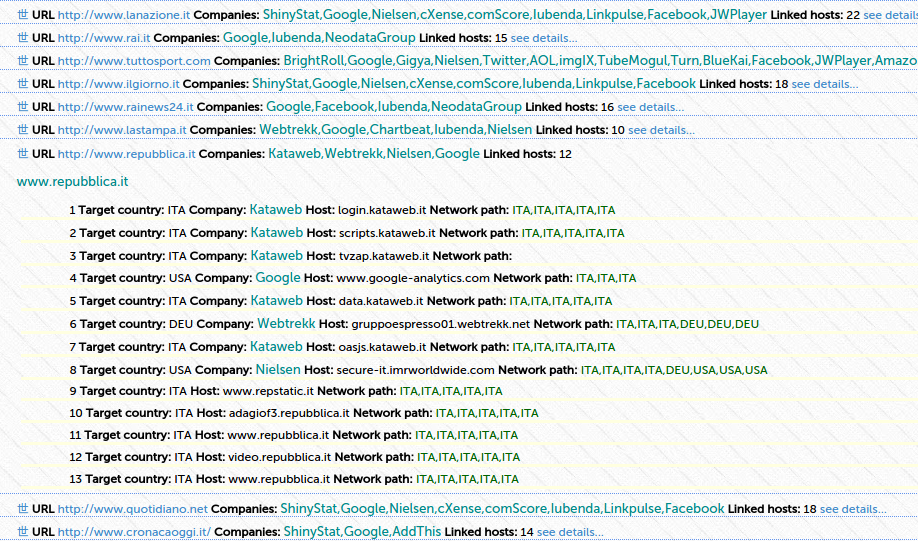 URL http://www.lanazione.it Companies: ShinyStat,Google,Nielsen,cXense,comScore,Iubenda,Linkpulse,Facebook,JWPlayer Linked hosts: 22 see details
URL http://www.rai.it Companies: Google,Iubenda,NeodataGroup Linked hosts: 15 see details...
URL http://www.tuttosport.com Companies: BrightRoll,Google,Gigya,Nielsen,Twitter,AOL,imgIX,TubeMogul,Turn,BlueKai,Facebook,JWPlayer,Amazo
URL http://www.ilgiorno.it Companies: ShinyStat,Google,Nielsen,cXense,comScore,Iubenda,Linkpulse,Facebook Linked hosts: 18 see details...
URL http://www.rainews24.it Companies: Google,Facebook,Iubenda,NeodataGroup Linked hosts: 16 see details...
URL http://www.lastampa.it Companies: Webtrekk,Google,Chartbeat,Iubenda,Nielsen Linked hosts: 10 see details...
URL http://www.repubblica.it Companies: Kataweb,Webtrekk,Nielsen,Google Linked hosts: 12
www.repubblica.it
1 Target country: ITA Company: Kataweb Host: login.kataweb.it Network path: ITA,ITA,ITA,ITA,ITA
2 Target country: ITA Company: Kataweb Host: scripts.kataweb.it Network path: ITA,ITA,ITA,ITA,ITA
3 Target country: ITA Company: Kataweb Host: tvzap.kataweb.it Network path:
4 Target country: USA Company: Google Host: www.google-analytics.com Network path: ITA,ITA,ITA
5 Target country: ITA Company: Kataweb Host: data.kataweb.it Network path: ITA,ITA,ITA,ITA,ITA
6 Target country: DEU Company: Webtrekk Host: gruppoespresso01.webtrekk.net Network path: ITA,ITA,ITA,DEU,DEU,DEU
7 Target country: ITA Company: Kataweb Host: oasjs.kataweb.it Network path: ITA,ITA,ITA,ITA,ITA
8 Target country: USA Company: Nielsen Host: secure-it.imrworldwide.com Network path: ITA,ITA,ITA,ITA,DEU,USA,USA,USA
9 Target country: ITA Host: www.repstatic.it Network path: ITA,ITA,ITA,ITA,ITA
10 Target country: ITA Host: adagiof3.repubblica.it Network path: ITA,ITA,ITA,ITA,ITA
11 Target country: ITA Host: www.repubblica.it Network path: ITA,ITA,ITA,ITA,ITA
12 Target country: ITA Host: video.repubblica.it Network path: ITA,ITA,ITA,ITA,ITA
13 Target country: ITA Host: www.repubblica.it Network path: ITA,ITA,ITA,ITA,ITA
URL http://www.quotidiano.net Companies: ShinyStat,Google,Nielsen,cXense,comScore,Iubenda,Linkpulse,Facebook Linked hosts: 18 see details...
URL http://www.cronacaoggi.it/ Companies: ShinyStat,Google,AddThis Linked hosts: 14 see details...